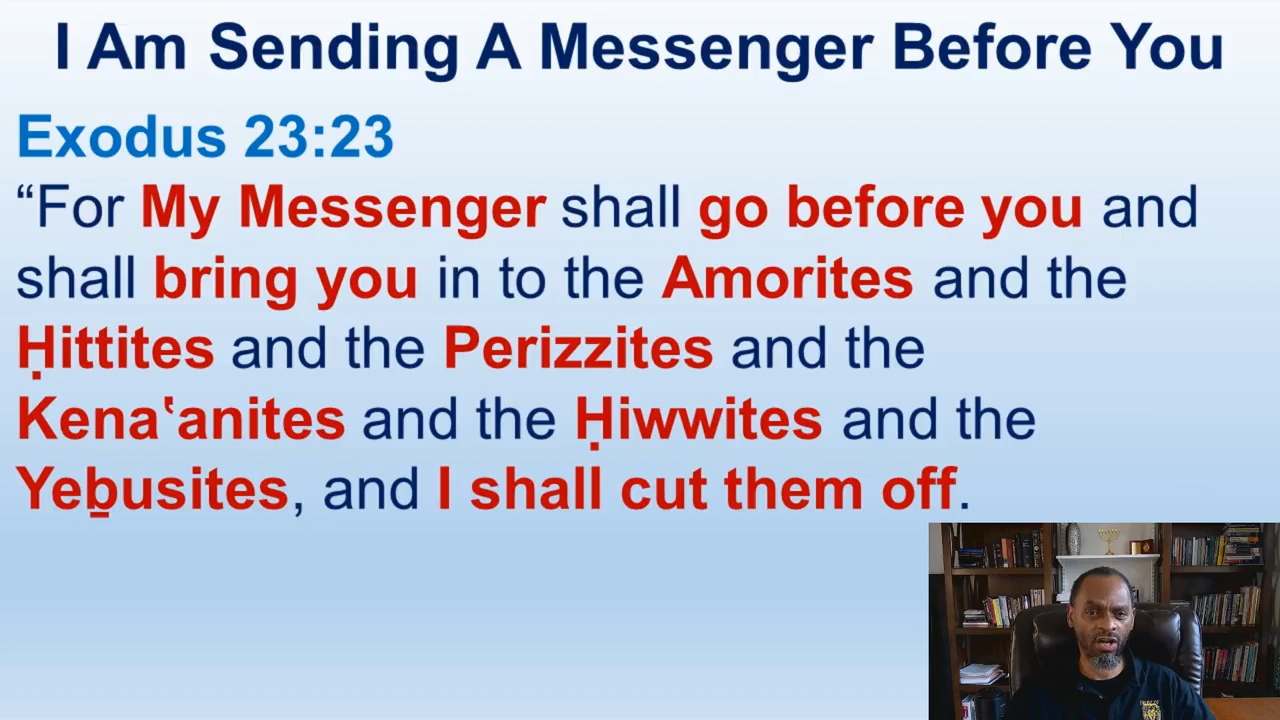 I Am Sending A Messenger Before You
Exodus 23:23
“For My Messenger shall go before you and
shall bring you in to the Amorites and the
Ḥittites and the Perizzites and the
Kenaʽanites and the Ḥiwwites and the
Yeḇusites, and I shall cut them off.